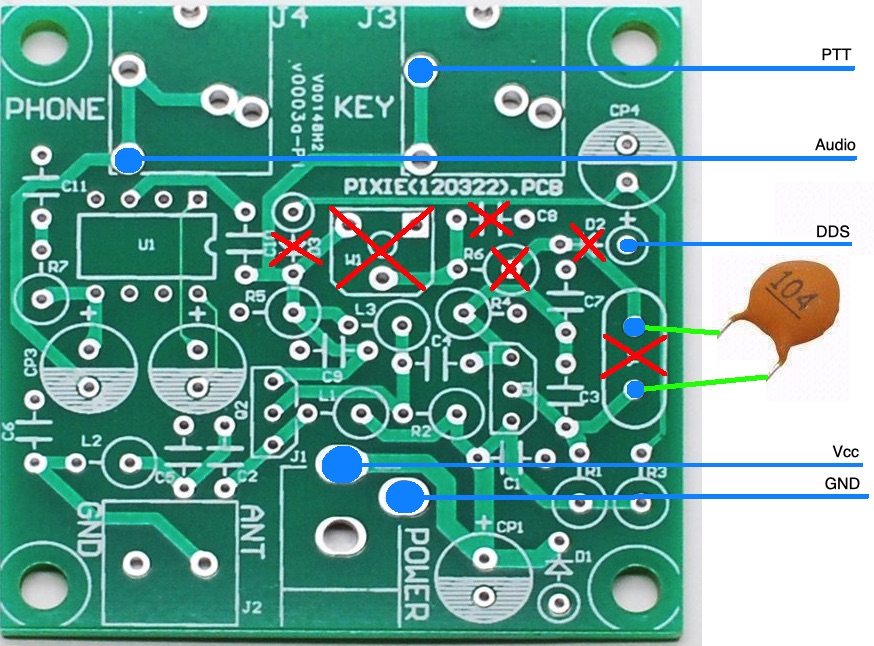 J4
J3
PTT
PHONE
V0014BH2
KEY
CP4
Audio
C11
PIXIE(120322).PCB
U1
C8
D2
+
DDS
W1
R6
R7
104
R5
L3
R4
C7
+
+
CP3
C4
C9
Q2
L1
C3
C6
R2
L2
J1
Vcc
C5
C2
C1
R1
R3
GND
GND
ANT
POWER
+
CP1
D1
J2